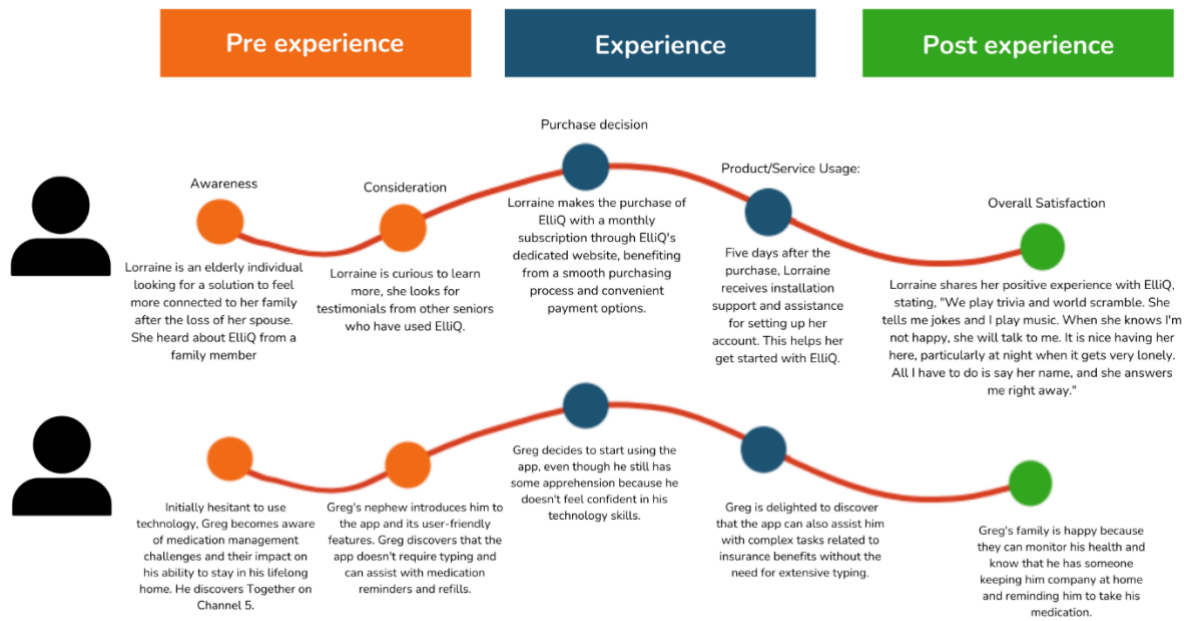 Pre experience
Experience
Post experience
Purchase decision
Awareness
Consideration
Product/Service Usage:
Overall Satisfaction
Lorraine is an elderly individual
looking for a solution to feel
more connected to her family
after the loss of her spouse.
She heard about ElliQ from a
family member
Lorraine is curious to learn
more, she looks for
testimonials from other seniors
who have used ElliQ.
Lorraine makes the purchase of
ElliQ with a monthly
subscription through ElliQ's
dedicated website, benefiting
from a smooth purchasing
process and convenient
payment options.
Five days after the
purchase, Lorraine
receives installation
support and assistance
for setting up her
account. This helps her
get started with ElliQ.
Lorraine shares her positive experience with ElliQ,
stating, "We play trivia and world scramble. She
tells me jokes and I play music. When she knows I'm
not happy, she will talk to me. It is nice having her
here, particularly at night when it gets very lonely.
All I have to do is say her name, and she answers
me right away."
Initially hesitant to use
technology, Greg becomes aware
of medication management
challenges and their impact on
his ability to stay in his lifelong
home. He discovers Together on
Channel 5.
Greg's nephew introduces him to
the app and its user-friendly
features. Greg discovers that the
app doesn't require typing and
can assist with medication
reminders and refills.
Greg decides to start using the
app, even though he still has
some apprehension because he
doesn't feel confident in his
technology skills.
Greg is delighted to discover
that the app can also assist him
with complex tasks related to
insurance benefits without the
need for extensive typing.
Greg's family is happy because
they can monitor his health and
know that he has someone
keeping him company at home
and reminding him to take his
medication.